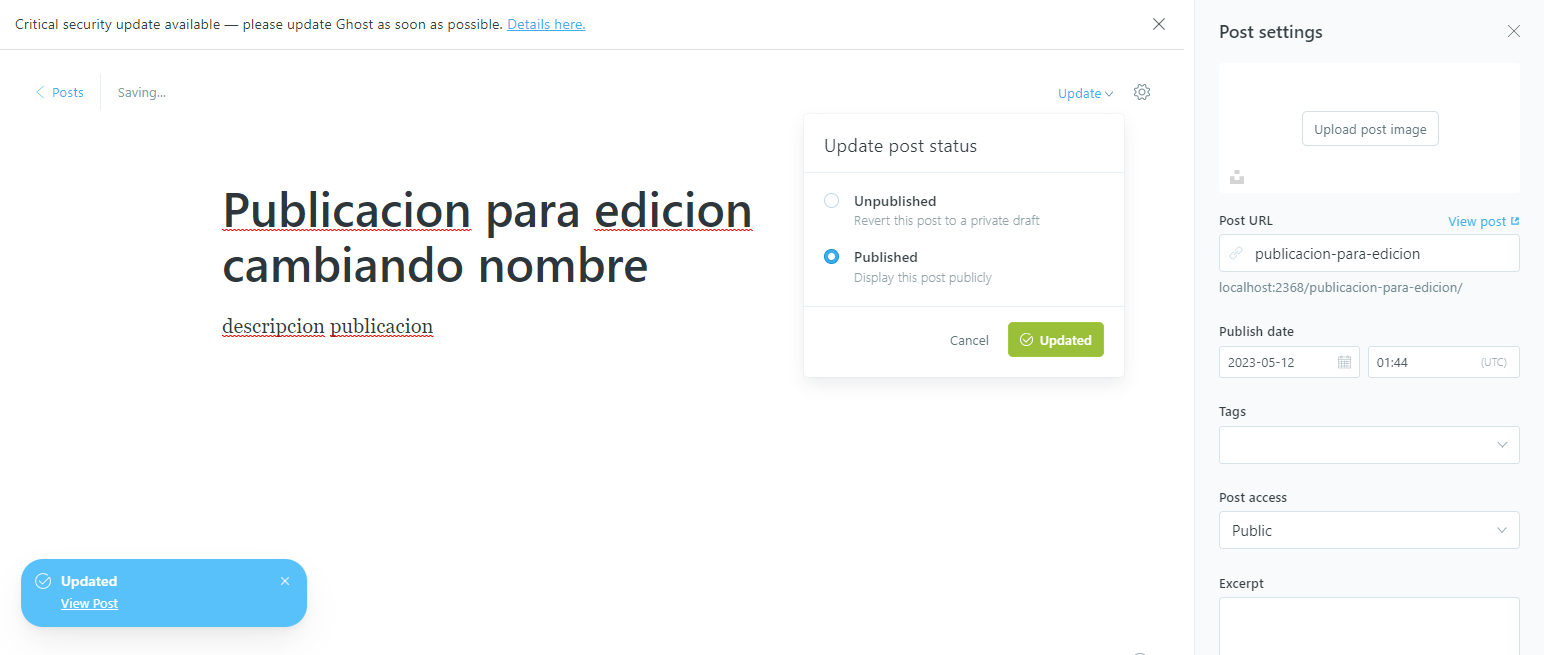 Critical security update available — please update Ghost as soon as possible. Details here.
Posts
Saving...
Update
Publicacion para edicion
cambiando nombre
descripcion publicacion
Update post status
Unpublished
Revert this post to a private draft
Published
Display this post publicly
Cancel
Updated
Updated
View Post
Post settings
Upload post image
Post URL
View post
publicacion-para-edicion
localhost:2368/publicacion-para-edicion/
Publish date
2023-05-12
01:44 (UTC)
Tags
Post access
Public
Excerpt